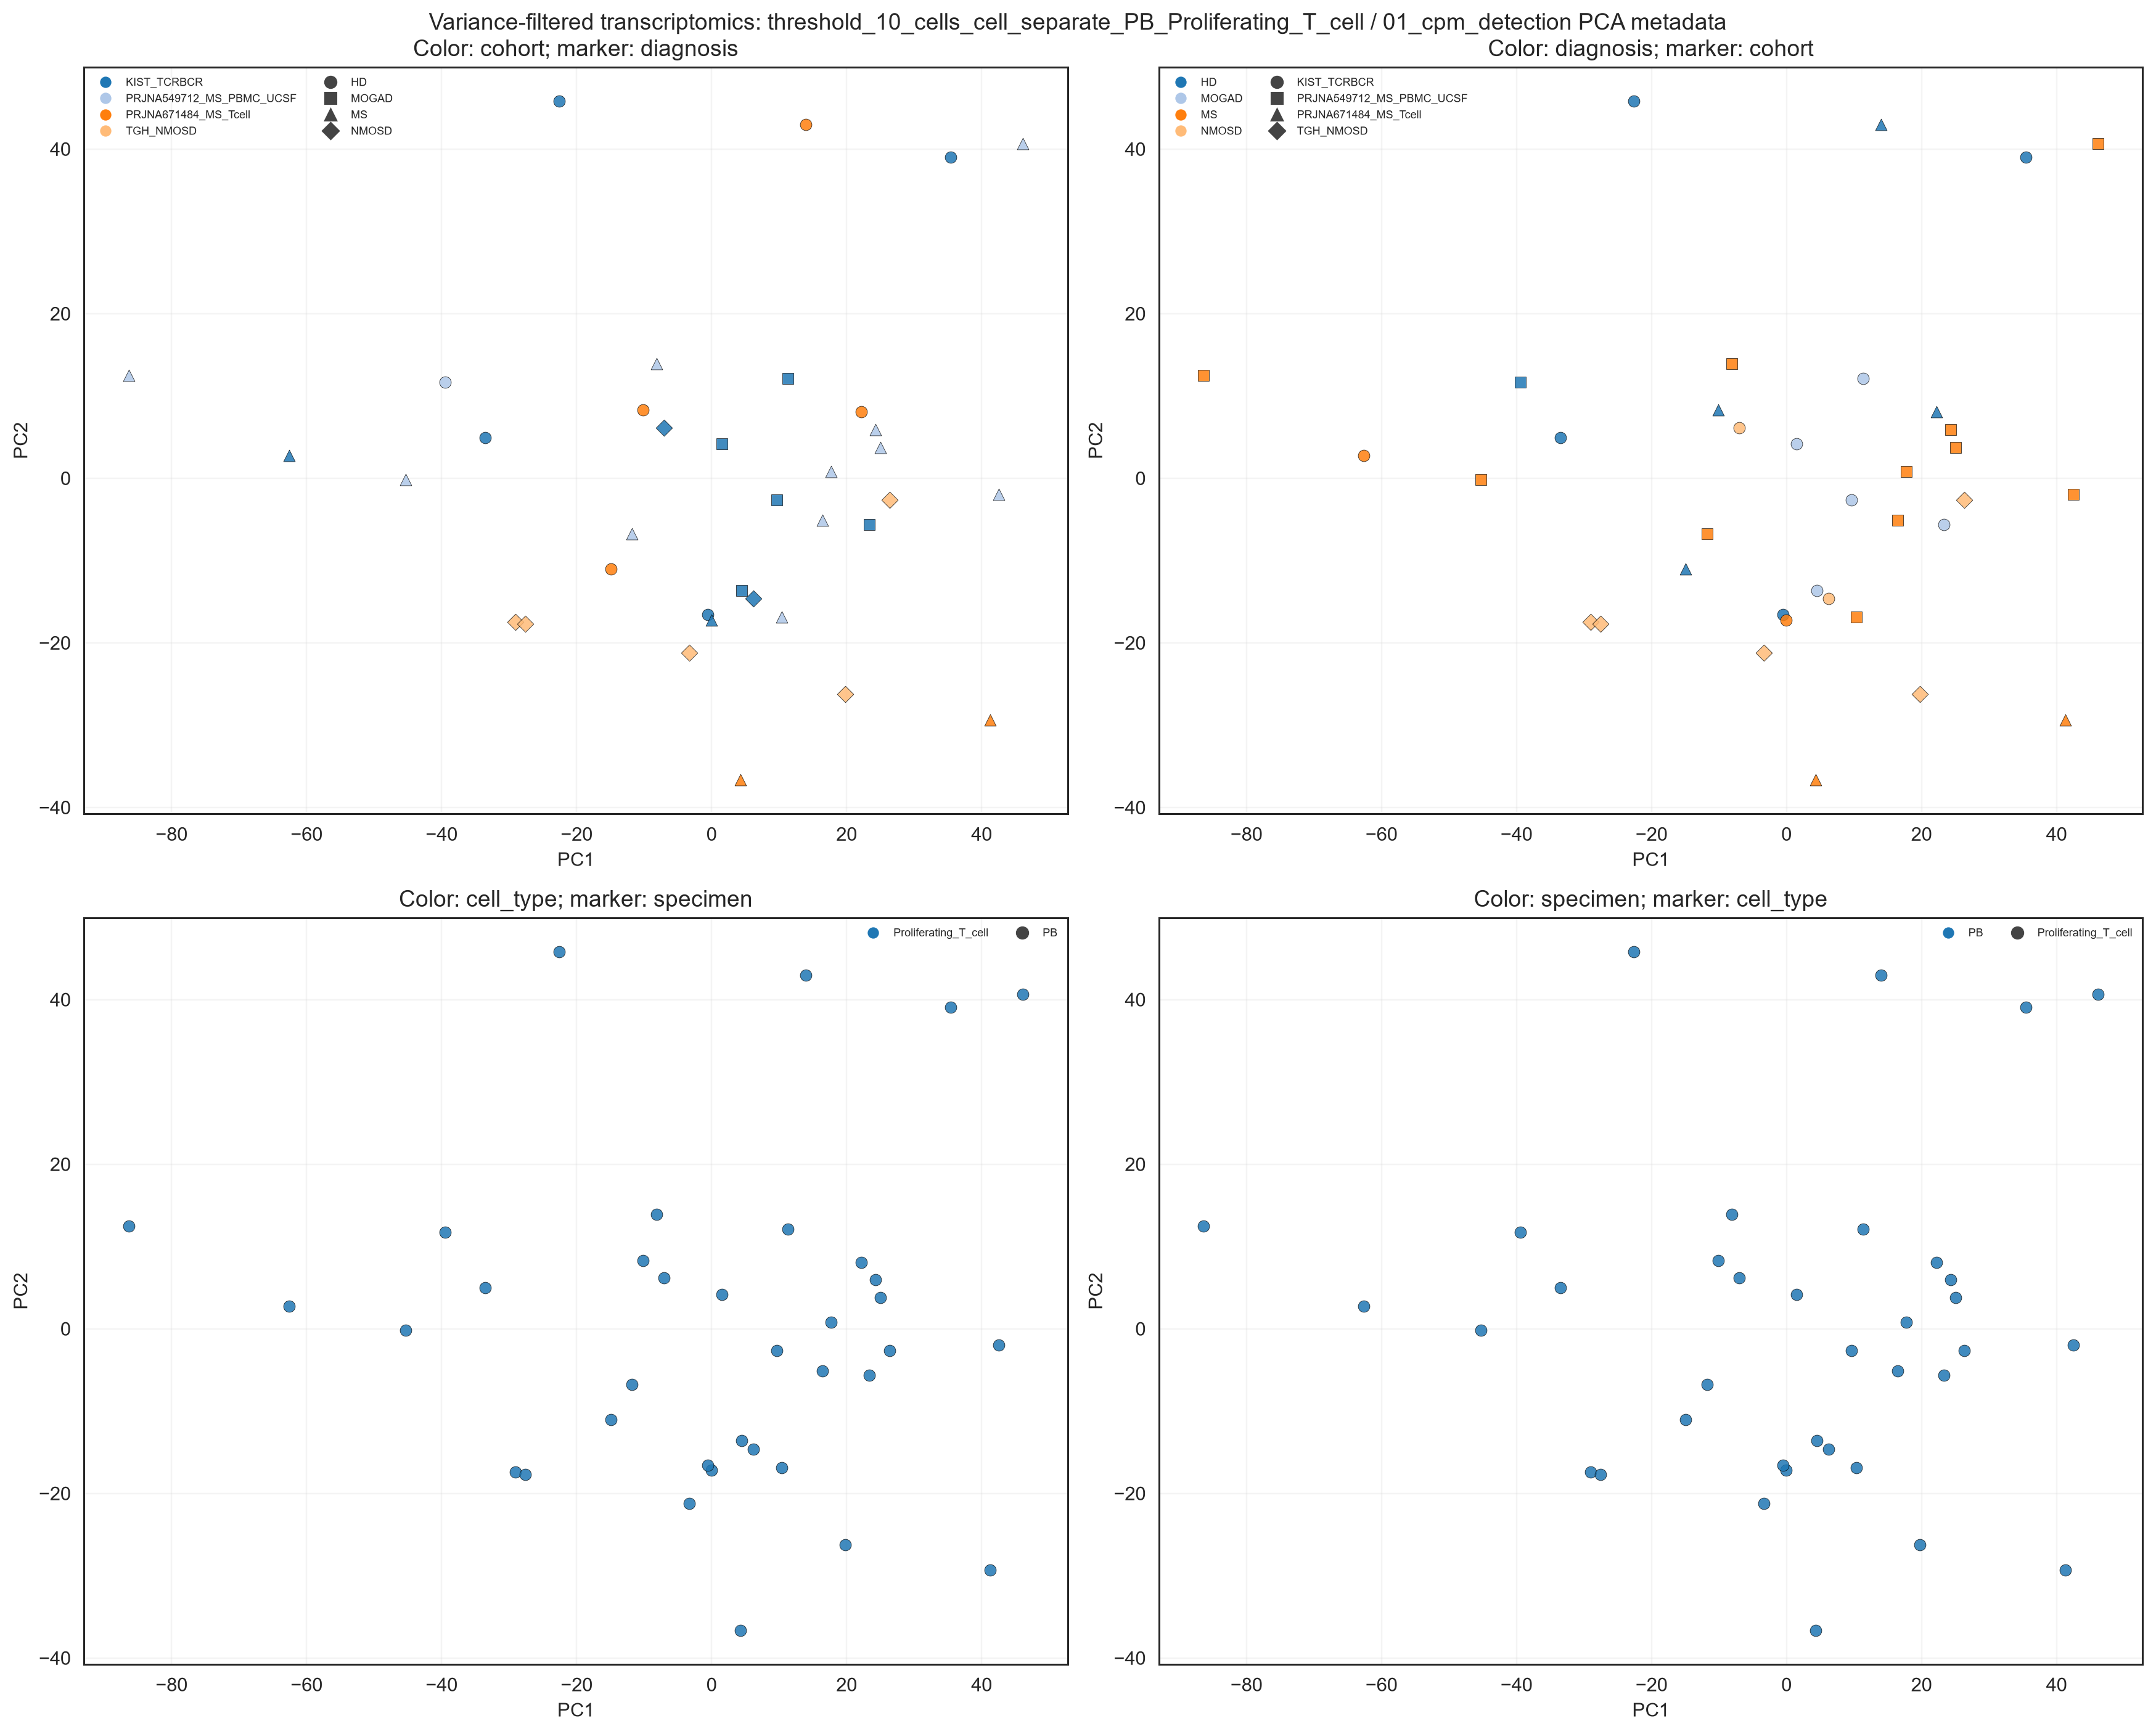 Variance-filtered transcriptomics: threshold_10_cells_cell_separate_PB_Proliferating_T_cell / 01_cpm_detection PCA metadata
Color: cohort; marker: diagnosis
KIST_TCRBCR HD
PRJNA549712_MS_PBMC_UCSF MOGAD
PRJNA671484_MS_Tcell MS
TGH_NMOSD NMOSD
40
20
0
−20
−40
PC2
−80 −60 −40 −20 0 20 40
PC1
Color: diagnosis; marker: cohort
HD KIST_TCRBCR
MOGAD PRJNA549712_MS_PBMC_UCSF
MS PRJNA671484_MS_Tcell
NMOSD TGH_NMOSD
40
20
0
−20
−40
PC2
−80 −60 −40 −20 0 20 40
PC1
Color: cell_type; marker: specimen
Proliferating_T_cell PB
40
20
0
−20
−40
PC2
−80 −60 −40 −20 0 20 40
PC1
Color: specimen; marker: cell_type
PB Proliferating_T_cell
40
20
0
−20
−40
PC2
−80 −60 −40 −20 0 20 40
PC1